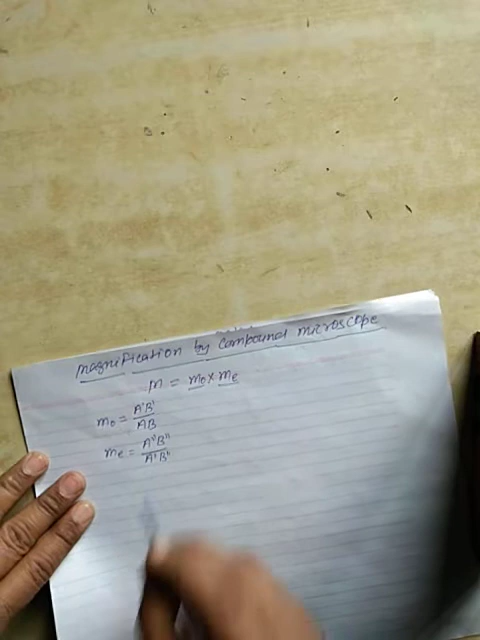 magnification by compound microscope
m = mo x me
mo = A'B' / AB
me = A''B'' / A'B'